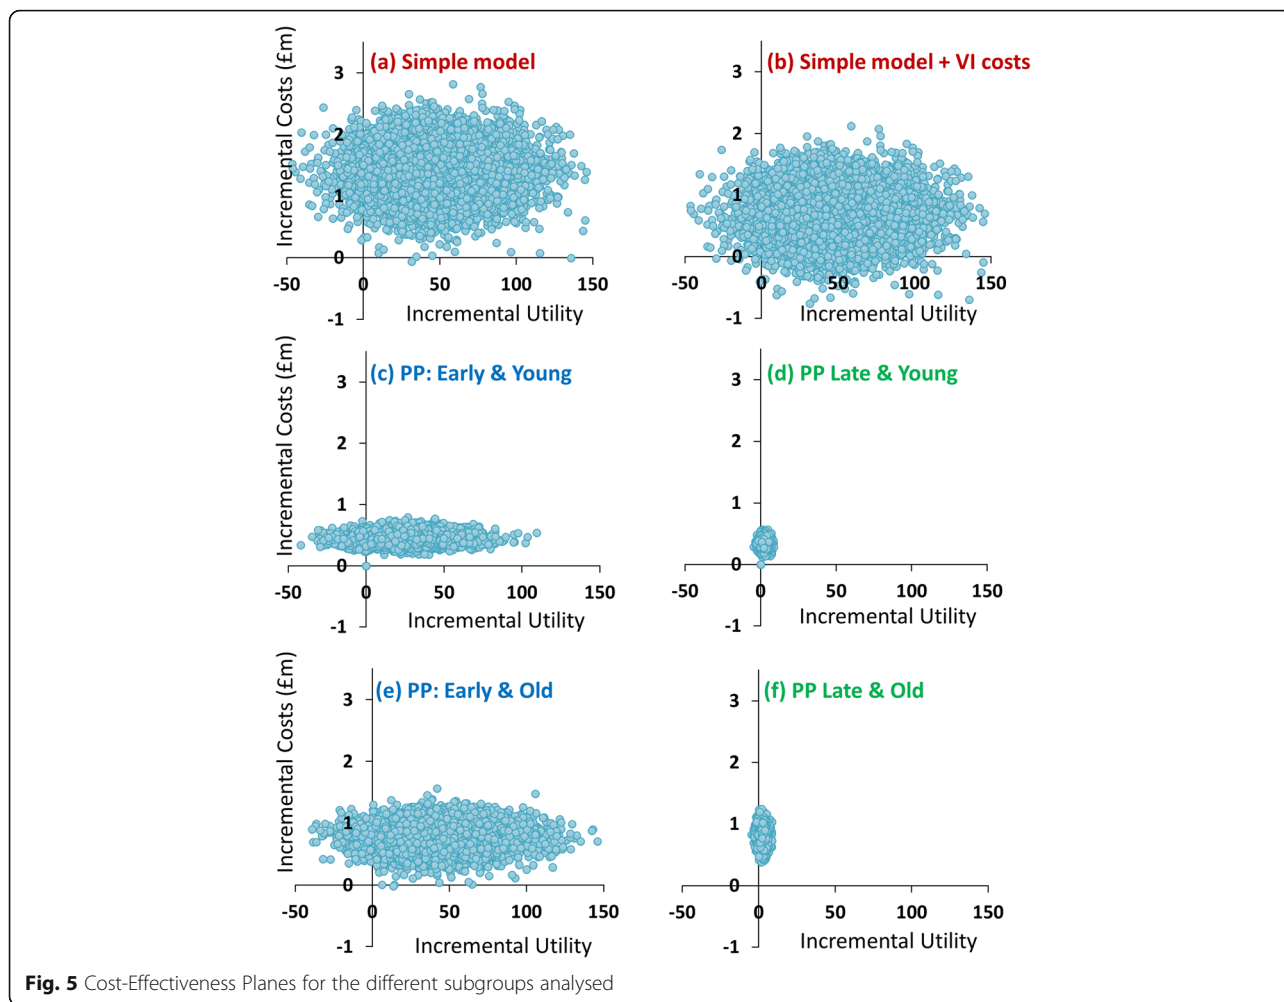 Incremental Costs (£m)
(a) Simple model
3
2
1
0
-1
-50 0 50 100 150
Incremental Utility
(b) Simple model + VI costs
3
2
1
0
-1
-50 0 50 100 150
Incremental Utility
Incremental Costs (£m)
(c) PP: Early & Young
3
2
1
0
-1
-50 0 50 100 150
Incremental Utility
(d) PP Late & Young
3
2
1
0
-1
-50 0 50 100 150
Incremental Utility
Incremental Costs (£m)
(e) PP: Early & Old
3
2
1
0
-1
-50 0 50 100 150
Incremental Utility
(f) PP Late & Old
3
2
1
0
-1
-50 0 50 100 150
Incremental Utility
Fig. 5 Cost-Effectiveness Planes for the different subgroups analysed